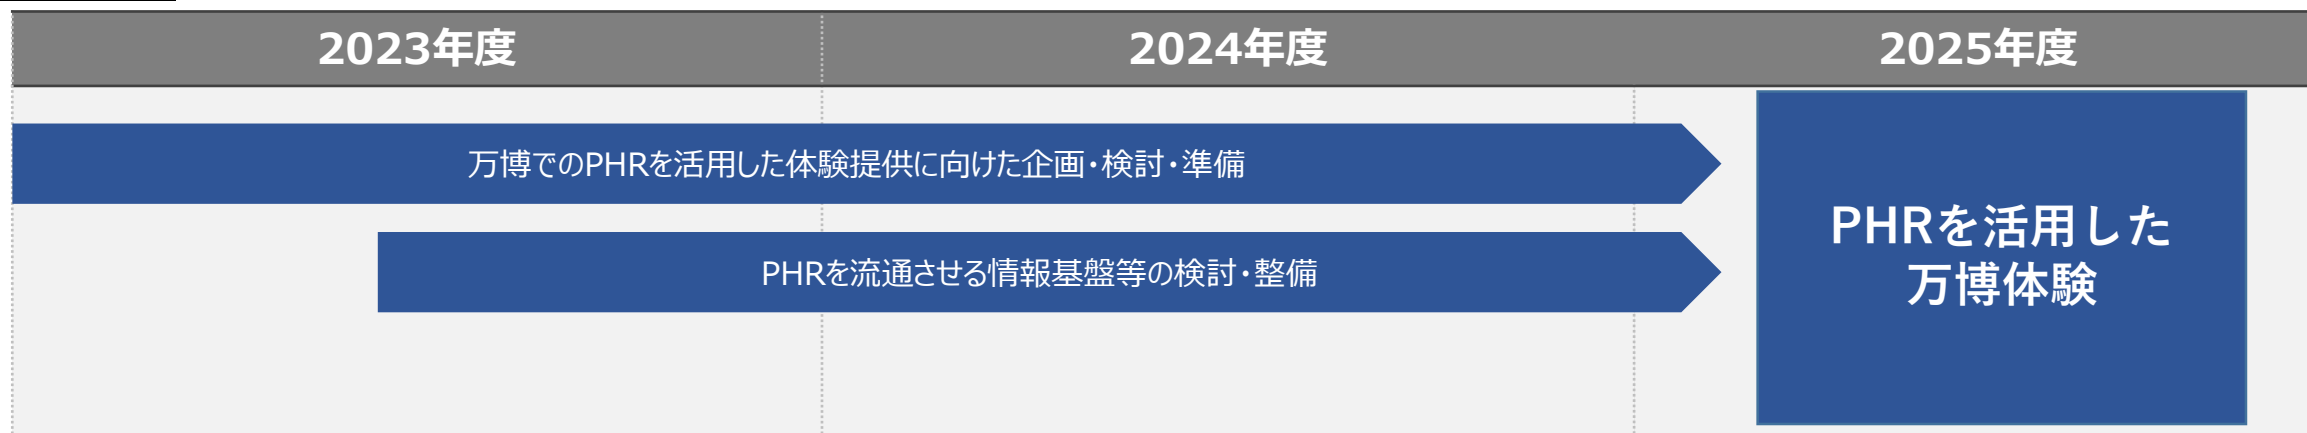 2023年度
2024年度
2025年度
万博でのPHRを活用した体験提供に向けた企画・検討・準備
PHRを流通させる情報基盤等の検討・整備
PHRを活用した
万博体験